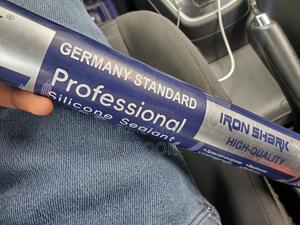 GERMANY STANDARD
Professional
Silicone Sealant
IRON SHARK
HIGH-QUALITY